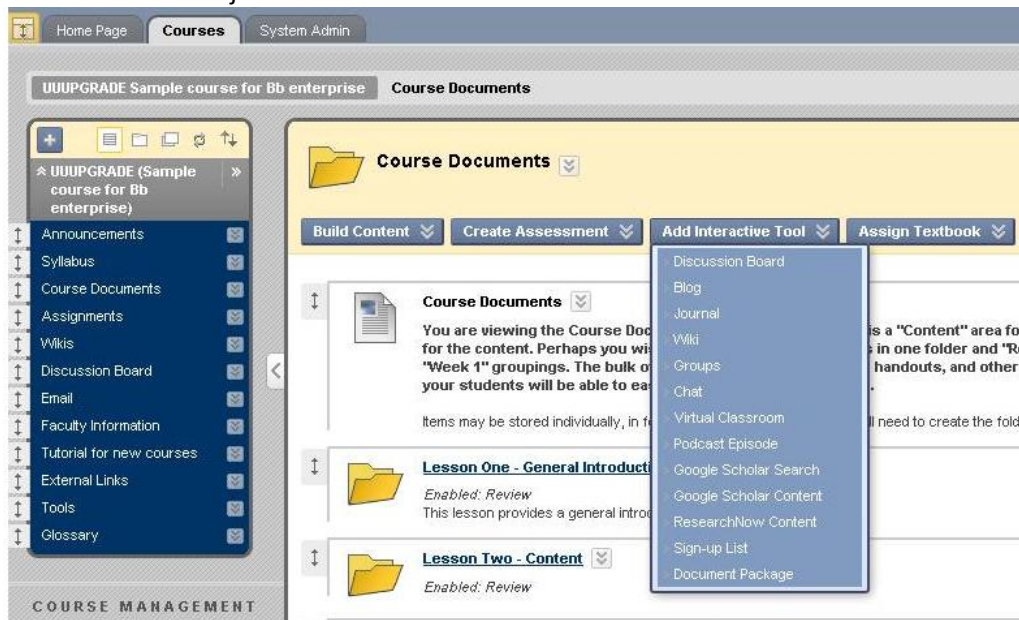 Home Page Courses System Admin
UUUPGRADE Sample course for Bb enterprise Course Documents
UUUPGRADE (Sample
course for Bb
enterprise)
Announcements
Syllabus
Course Documents
Assignments
Wikis
Discussion Board
Email
Faculty Information
Tutorial for new courses
External Links
Tools
Glossary
COURSE MANAGEMENT
Course Documents
Build Content Create Assessment Add Interactive Tool Assign Textbook
Discussion Board
Blog
Journal
Wiki
Groups
Chat
Virtual Classroom
Podcast Episode
Google Scholar Search
Google Scholar Content
ResearchNow Content
Sign-up List
Document Package
Course Documents
You are viewing the Course Doc is a "Content" area fo
for the content. Perhaps you wi in one folder and "R
"Week 1" groupings. The bulk o handouts, and other
your students will be able to ea
Items may be stored individually, in f need to create the fold
Lesson One - General Introducti
Enabled: Review
This lesson provides a general introd
Lesson Two - Content
Enabled: Review